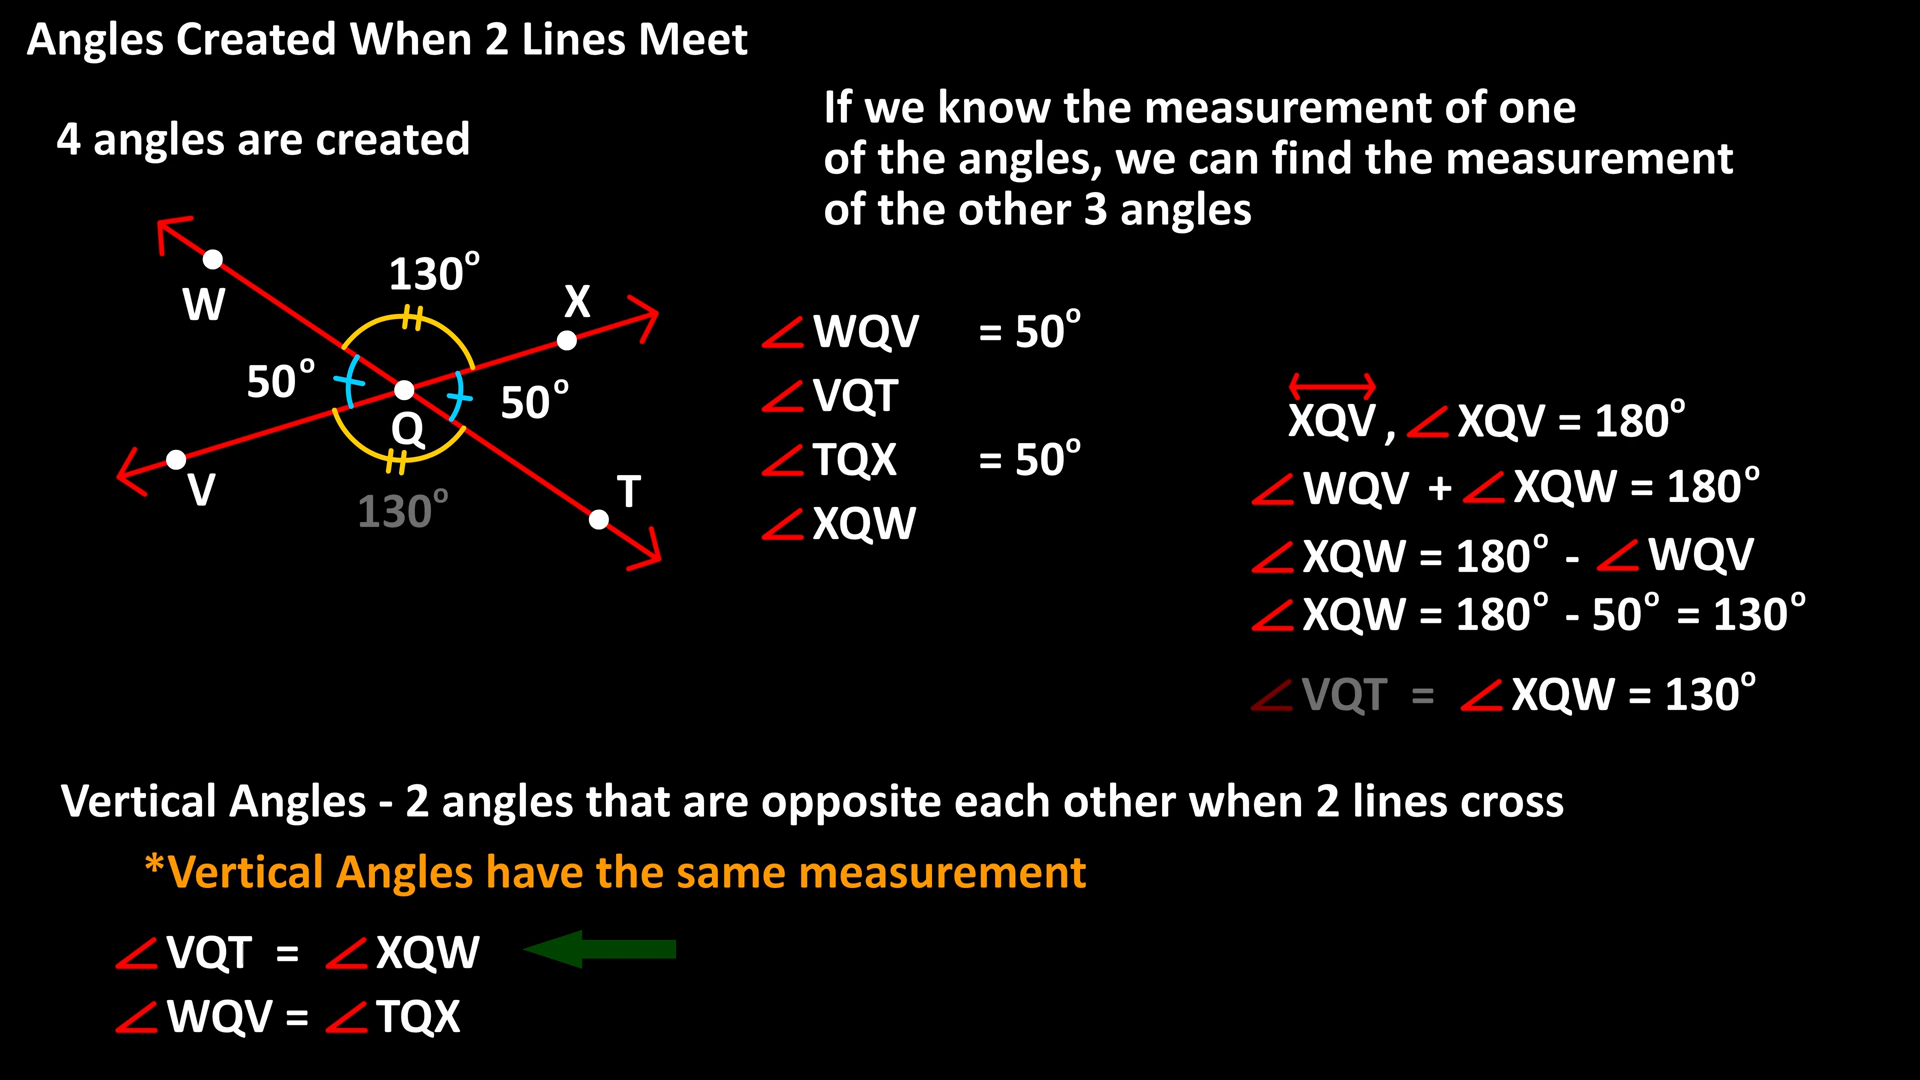 Angles Created When 2 Lines Meet
4 angles are created
If we know the measurement of one
of the angles, we can find the measurement
of the other 3 angles
W
130°
X
50°
Q
50°
V
130°
T
∠WQV = 50°
∠VQT
∠TQX = 50°
∠XQW
XQV, ∠XQV = 180°
∠WQV + ∠XQW = 180°
∠XQW = 180° - ∠WQV
∠XQW = 180° - 50° = 130°
∠VQT = ∠XQW = 130°
Vertical Angles - 2 angles that are opposite each other when 2 lines cross
*Vertical Angles have the same measurement
∠VQT = ∠XQW
∠WQV = ∠TQX